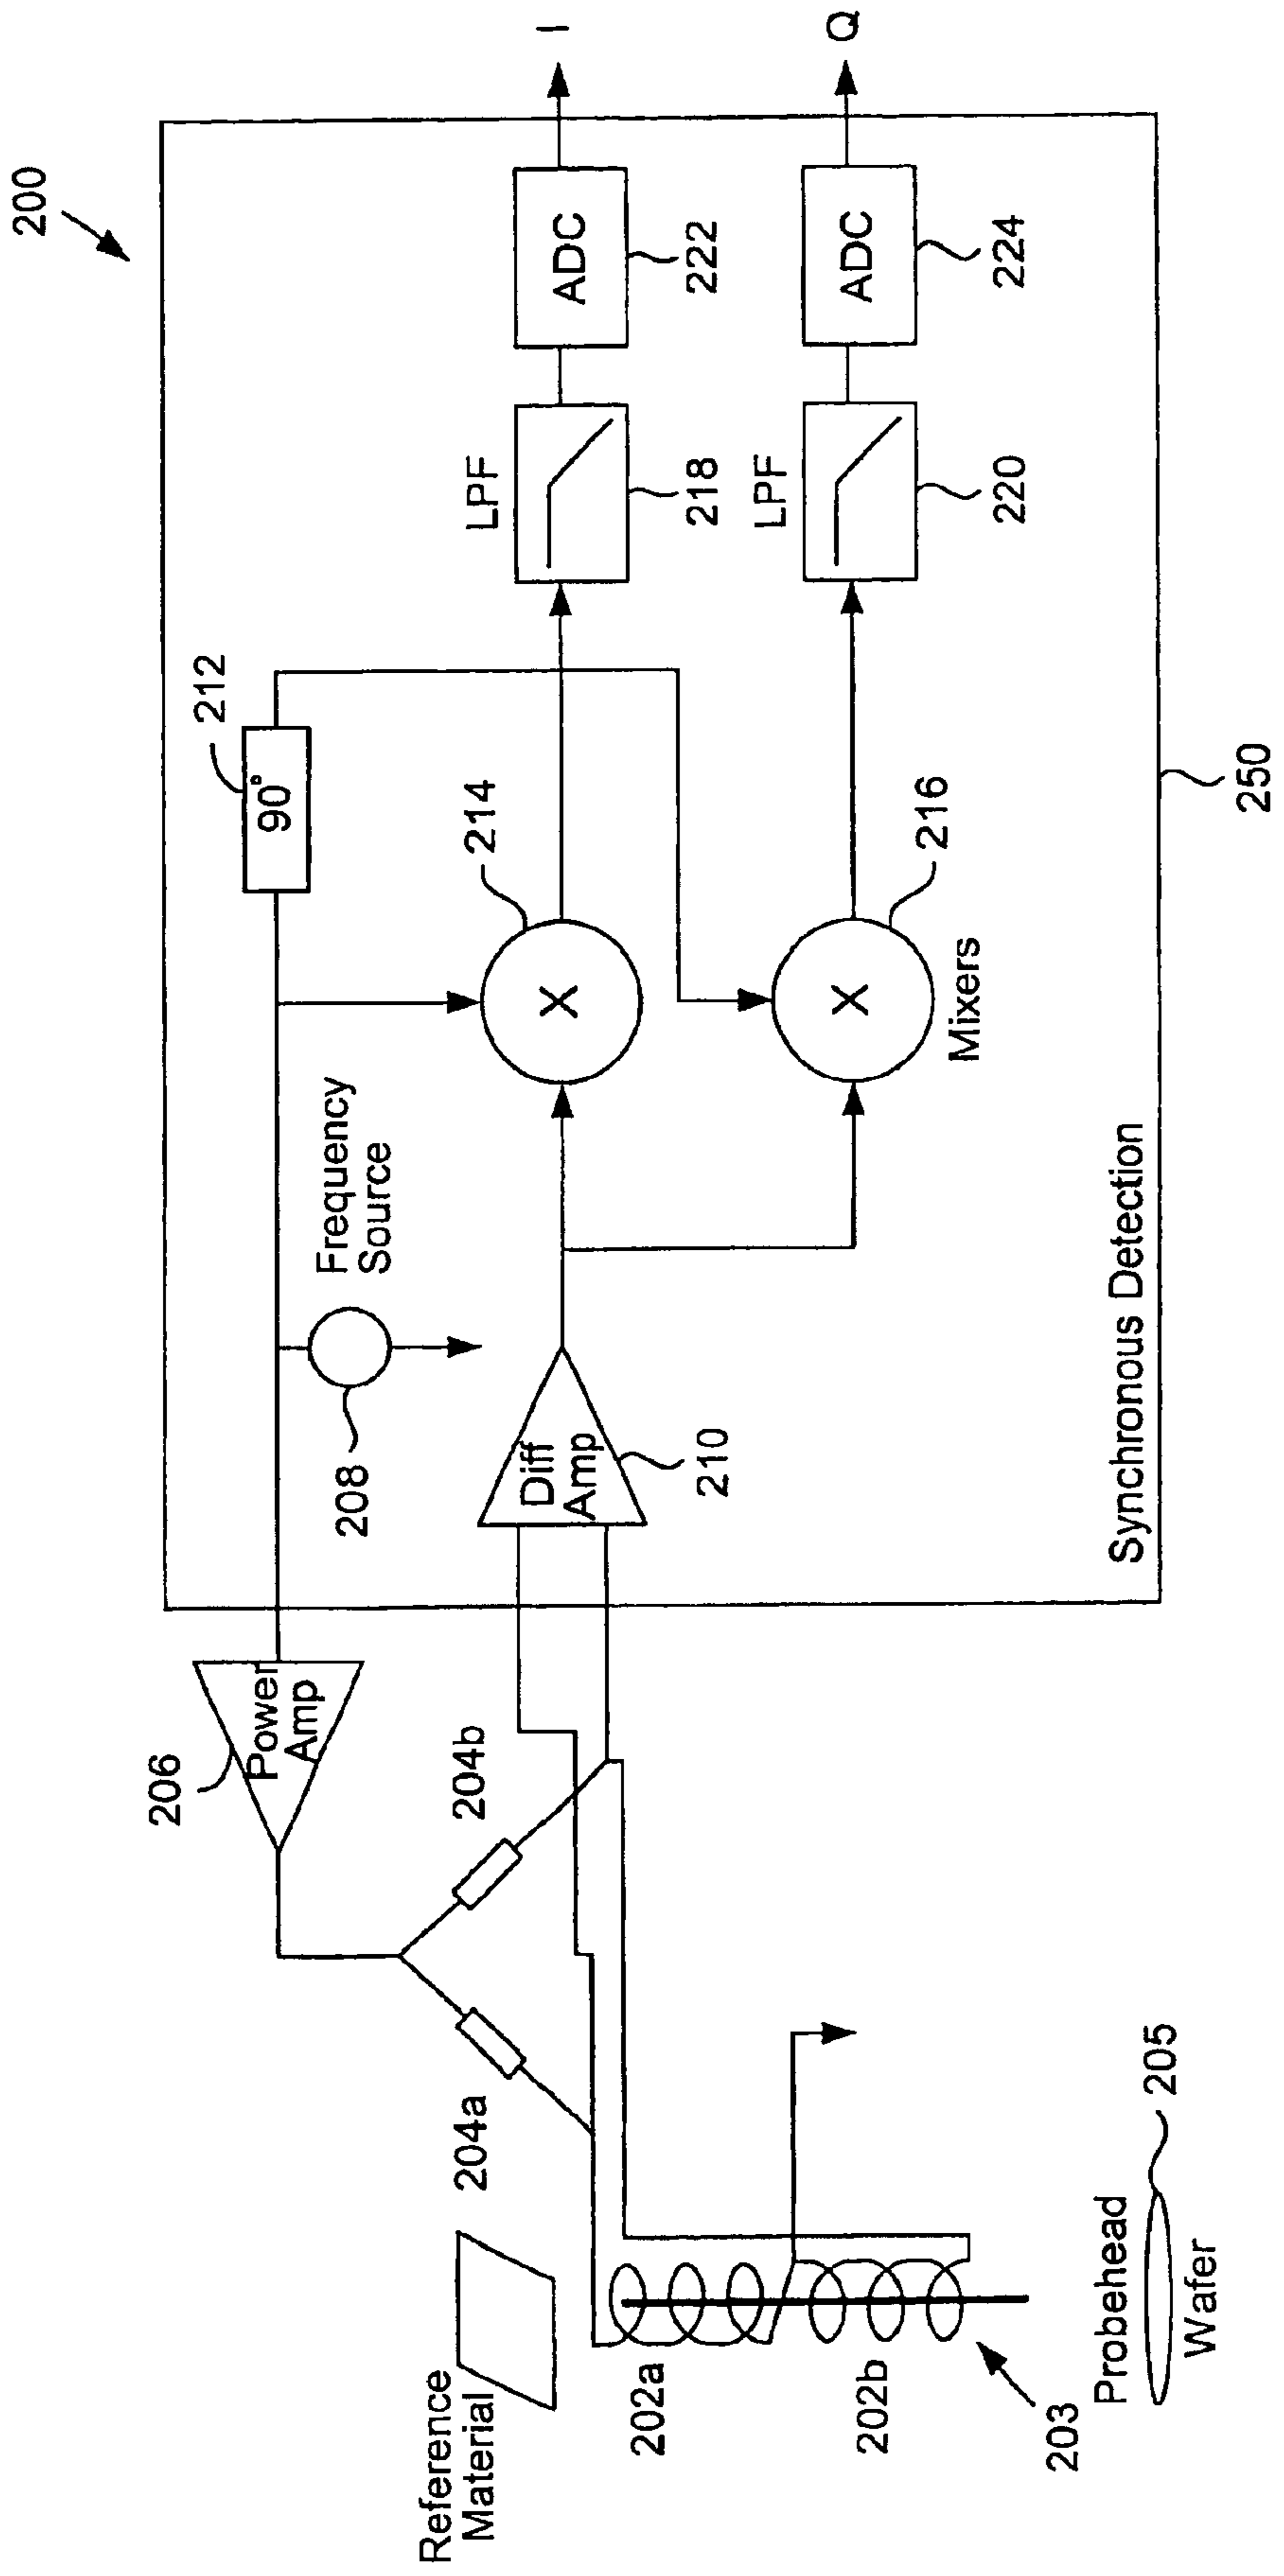 200
I
Q
ADC
222
ADC
224
LPF
218
LPF
220
212
90°
214
X
216
X
Mixers
Frequency
Source
208
Diff
Amp
210
Synchronous Detection
250
206
Power
Amp
204b
204a
Reference
Material
202a
202b
203
Probehead
205
Wafer